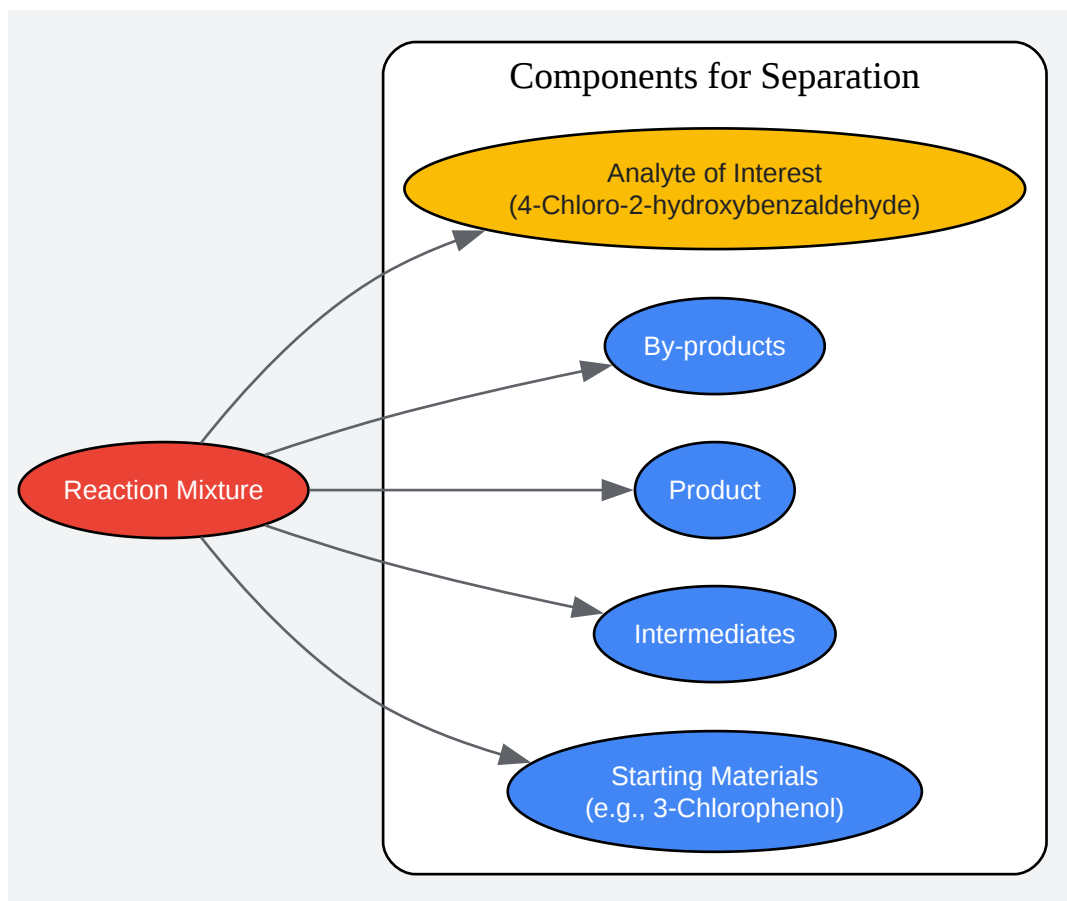 Components for Separation
Analyte of Interest
(4-Chloro-2-hydroxybenzaldehyde)
By-products
Reaction Mixture
Product
Intermediates
Starting Materials
(e.g., 3-Chlorophenol)